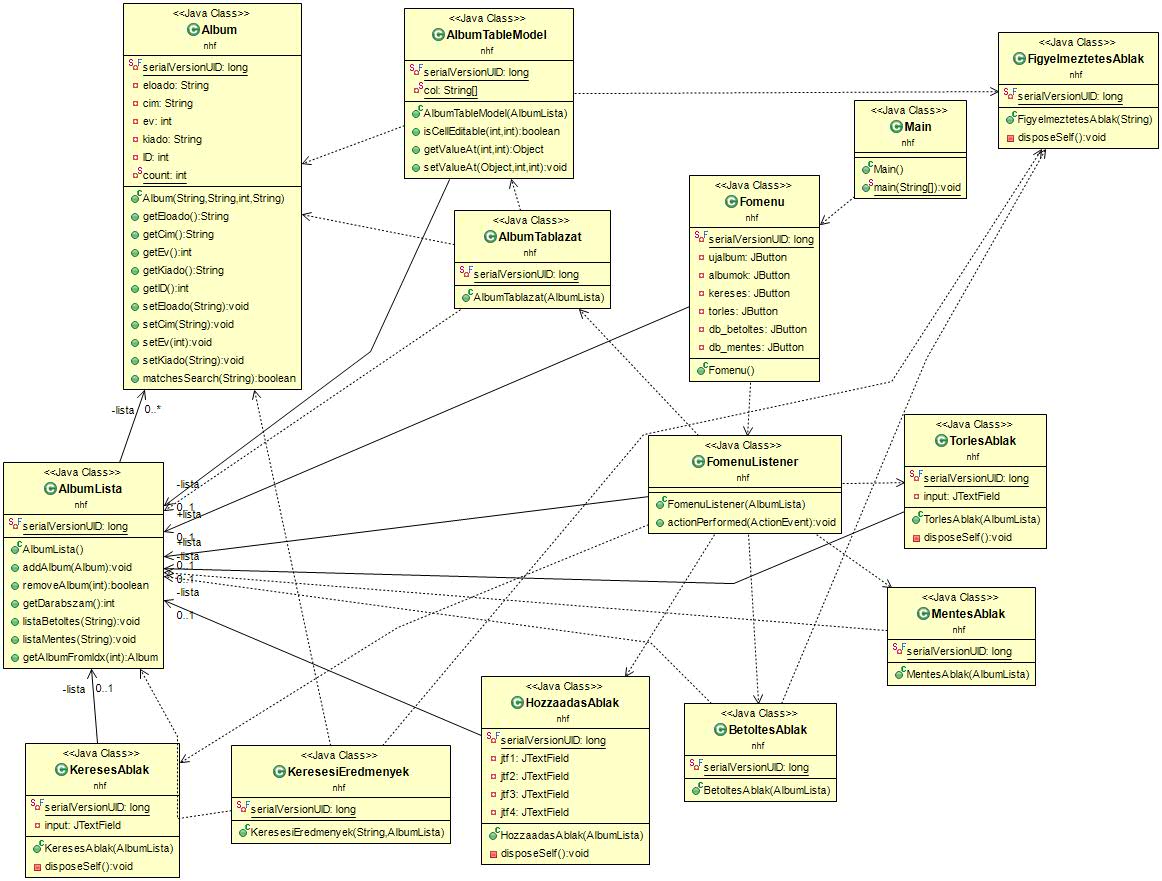 <<Java Class>>
Album
nhf
serialVersionUID: long
eloado: String
cim: String
ev: int
kiado: String
ID: int
count: int
Album(String,String,int,String)
getEloado():String
getCim():String
getEv():int
getKiado():String
getID():int
setEloado(String):void
setCim(String):void
setEv(int):void
setKiado(String):void
matchesSearch(String):boolean
<<Java Class>>
AlbumTableModel
nhf
serialVersionUID: long
col: String[]
AlbumTableModel(AlbumLista)
isCellEditable(int,int):boolean
getValueAt(int,int):Object
setValueAt(Object,int,int):void
<<Java Class>>
FigyelmeztetesAblak
nhf
serialVersionUID: long
FigyelmeztetesAblak(String)
disposeSelf():void
<<Java Class>>
Main
nhf
Main()
main(String[]):void
<<Java Class>>
Fomenu
nhf
serialVersionUID: long
ujalbum: JButton
albumok: JButton
kereses: JButton
torles: JButton
db_betoltes: JButton
db_mentes: JButton
Fomenu()
<<Java Class>>
AlbumTablazat
nhf
serialVersionUID: long
AlbumTablazat(AlbumLista)
-lista 0..*
<<Java Class>>
AlbumLista
nhf
serialVersionUID: long
AlbumLista()
addAlbum(Album):void
removeAlbum(int):boolean
getDarabszam():int
listaBetoltes(String):void
listaMentes(String):void
getAlbumFromIdx(int):Album
-lista
0..1
+lista
0..1
+lista
-lista
0..1
0..1
-lista
0..1
<<Java Class>>
FomenuListener
nhf
FomenuListener(AlbumLista)
actionPerformed(ActionEvent):void
<<Java Class>>
TorlesAblak
nhf
serialVersionUID: long
input: JTextField
TorlesAblak(AlbumLista)
disposeSelf():void
<<Java Class>>
MentesAblak
nhf
serialVersionUID: long
MentesAblak(AlbumLista)
-lista 0..1
<<Java Class>>
KeresesAblak
nhf
serialVersionUID: long
input: JTextField
KeresesAblak(AlbumLista)
disposeSelf():void
<<Java Class>>
KeresesiEredmenyek
nhf
serialVersionUID: long
KeresesiEredmenyek(String,AlbumLista)
<<Java Class>>
HozzaadasAblak
nhf
serialVersionUID: long
jtf1: JTextField
jtf2: JTextField
jtf3: JTextField
jtf4: JTextField
HozzaadasAblak(AlbumLista)
disposeSelf():void
<<Java Class>>
BetoltesAblak
nhf
serialVersionUID: long
BetoltesAblak(AlbumLista)